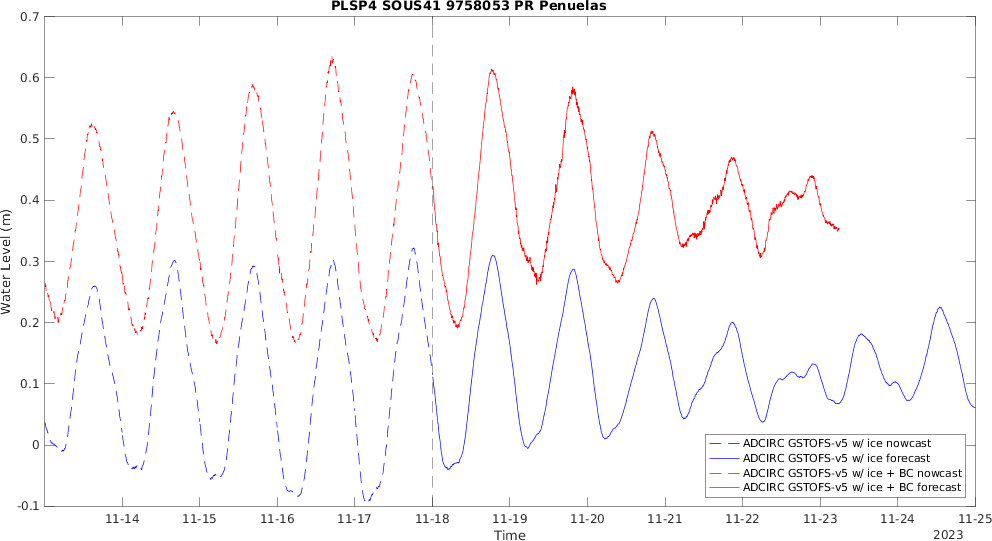 PLSP4 SOUS41 9758053 PR Penuelas
0.7
0.6
0.5
0.4
0.3
0.2
0.1
0
-0.1
Water Level (m)
11-14 11-15 11-16 11-17 11-18 11-19 11-20 11-21 11-22 11-23 11-24 11-25
Time
2023
ADCIRC GSTOFS-v5 w/ ice nowcast
ADCIRC GSTOFS-v5 w/ ice forecast
ADCIRC GSTOFS-v5 w/ ice + BC nowcast
ADCIRC GSTOFS-v5 w/ ice + BC forecast